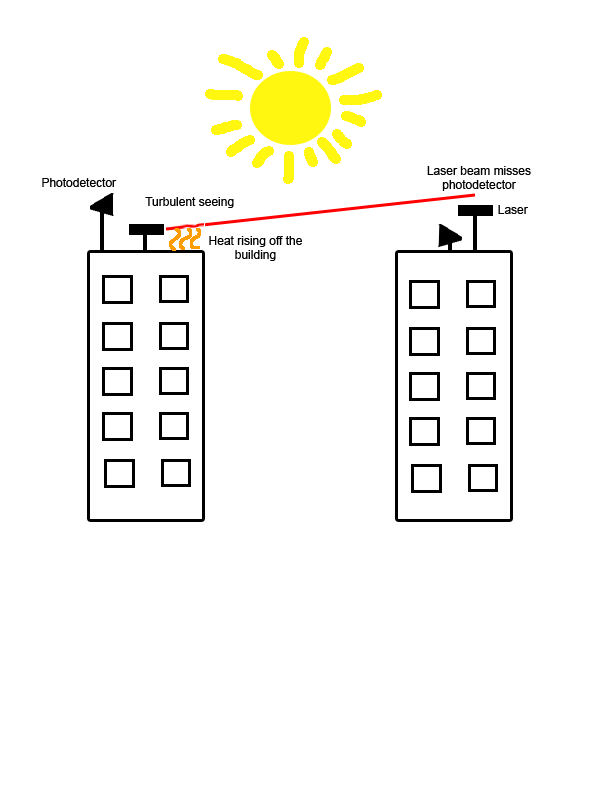 Laser beam misses
photodetector
Photodetector
Turbulent seeing
Laser
Heat rising off the
building